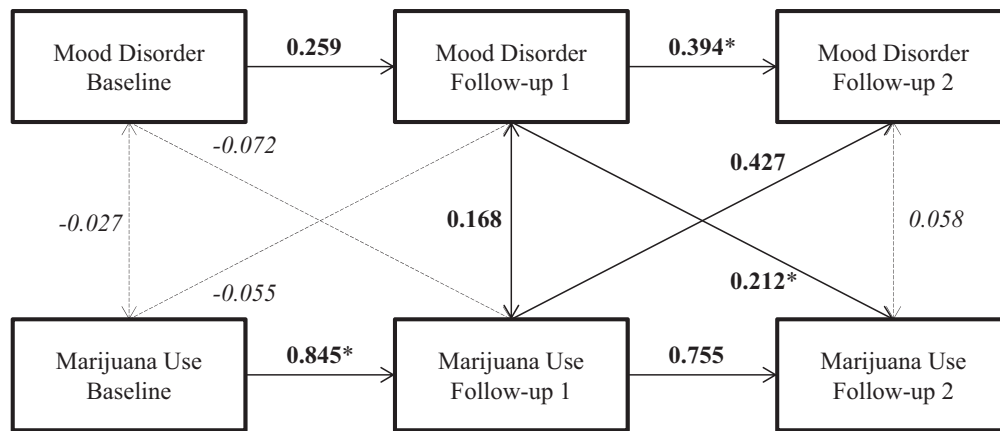 Mood Disorder
Baseline
0.259
Mood Disorder
Follow-up 1
0.394*
Mood Disorder
Follow-up 2
-0.072
0.427
-0.027
0.168
0.058
-0.055
0.212*
Marijuana Use
Baseline
0.845*
Marijuana Use
Follow-up 1
0.755
Marijuana Use
Follow-up 2